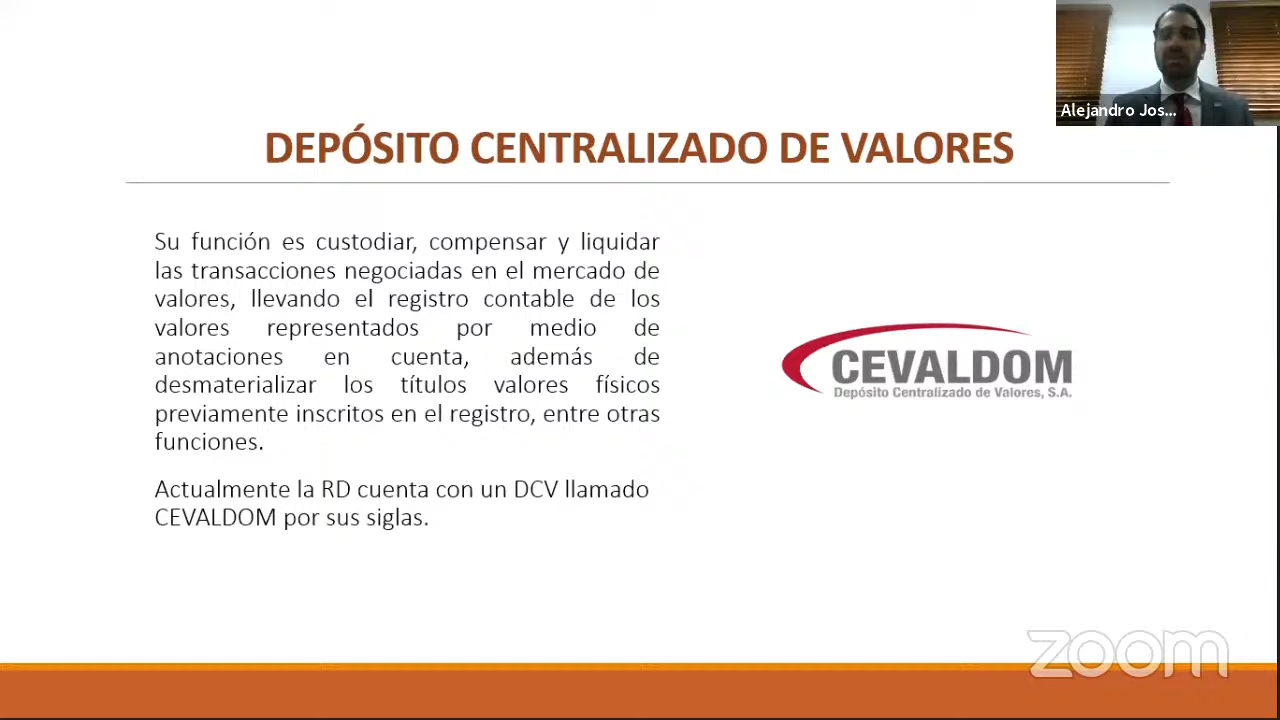 Alejandro Jos...
DEPÓSITO CENTRALIZADO DE VALORES
Su función es custodiar, compensar y liquidar
las transacciones negociadas en el mercado de
valores, llevando el registro contable de los
valores representados por medio de
anotaciones en cuenta, además de
desmaterializar los títulos valores físicos
previamente inscritos en el registro, entre otras
funciones.
Actualmente la RD cuenta con un DCV llamado
CEVALDOM por sus siglas.
CEVALDOM
Depósito Centralizado de Valores, S.A.
zoom